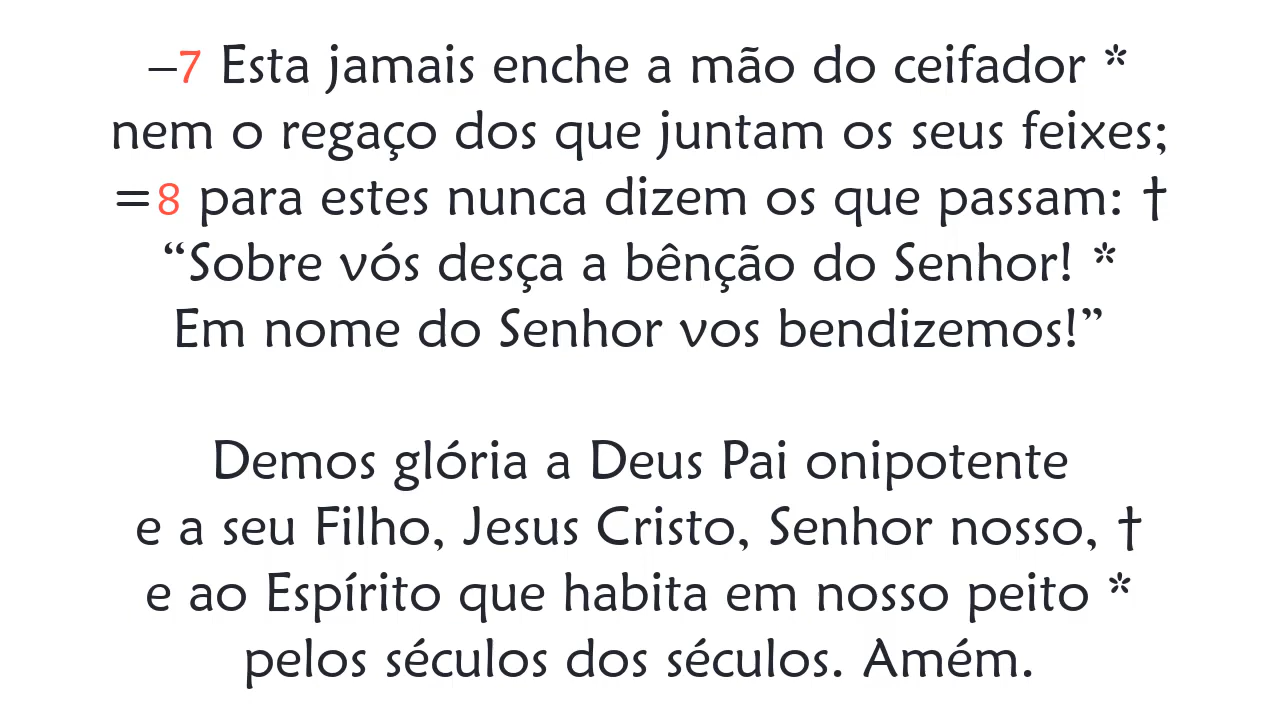 –7 Esta jamais enche a mão do ceifador *
nem o regaço dos que juntam os seus feixes;
=8 para estes nunca dizem os que passam: †
“Sobre vós desça a bênção do Senhor! *
Em nome do Senhor vos bendizemos!”
Demos glória a Deus Pai onipotente
e a seu Filho, Jesus Cristo, Senhor nosso, †
e ao Espírito que habita em nosso peito *
pelos séculos dos séculos. Amém.